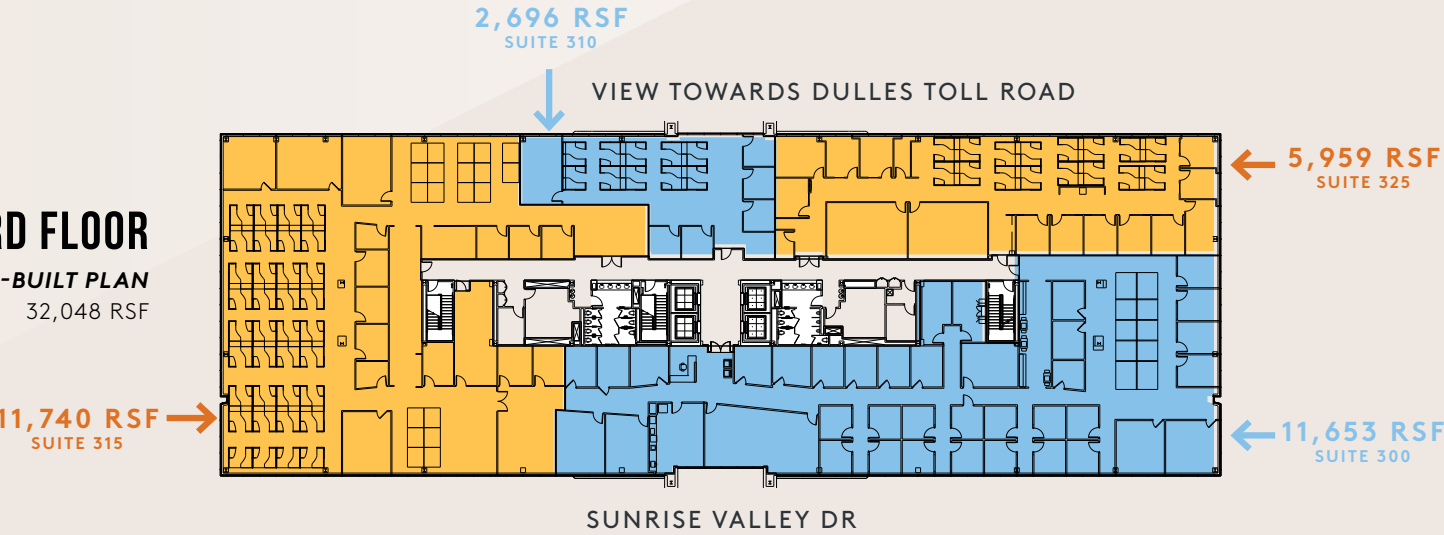 2,696 RSF
SUITE 310
VIEW TOWARDS DULLES TOLL ROAD
5,959 RSF
SUITE 325
RD FLOOR
-BUILT PLAN
32,048 RSF
11,740 RSF
SUITE 315
11,653 RSF
SUITE 300
SUNRISE VALLEY DR